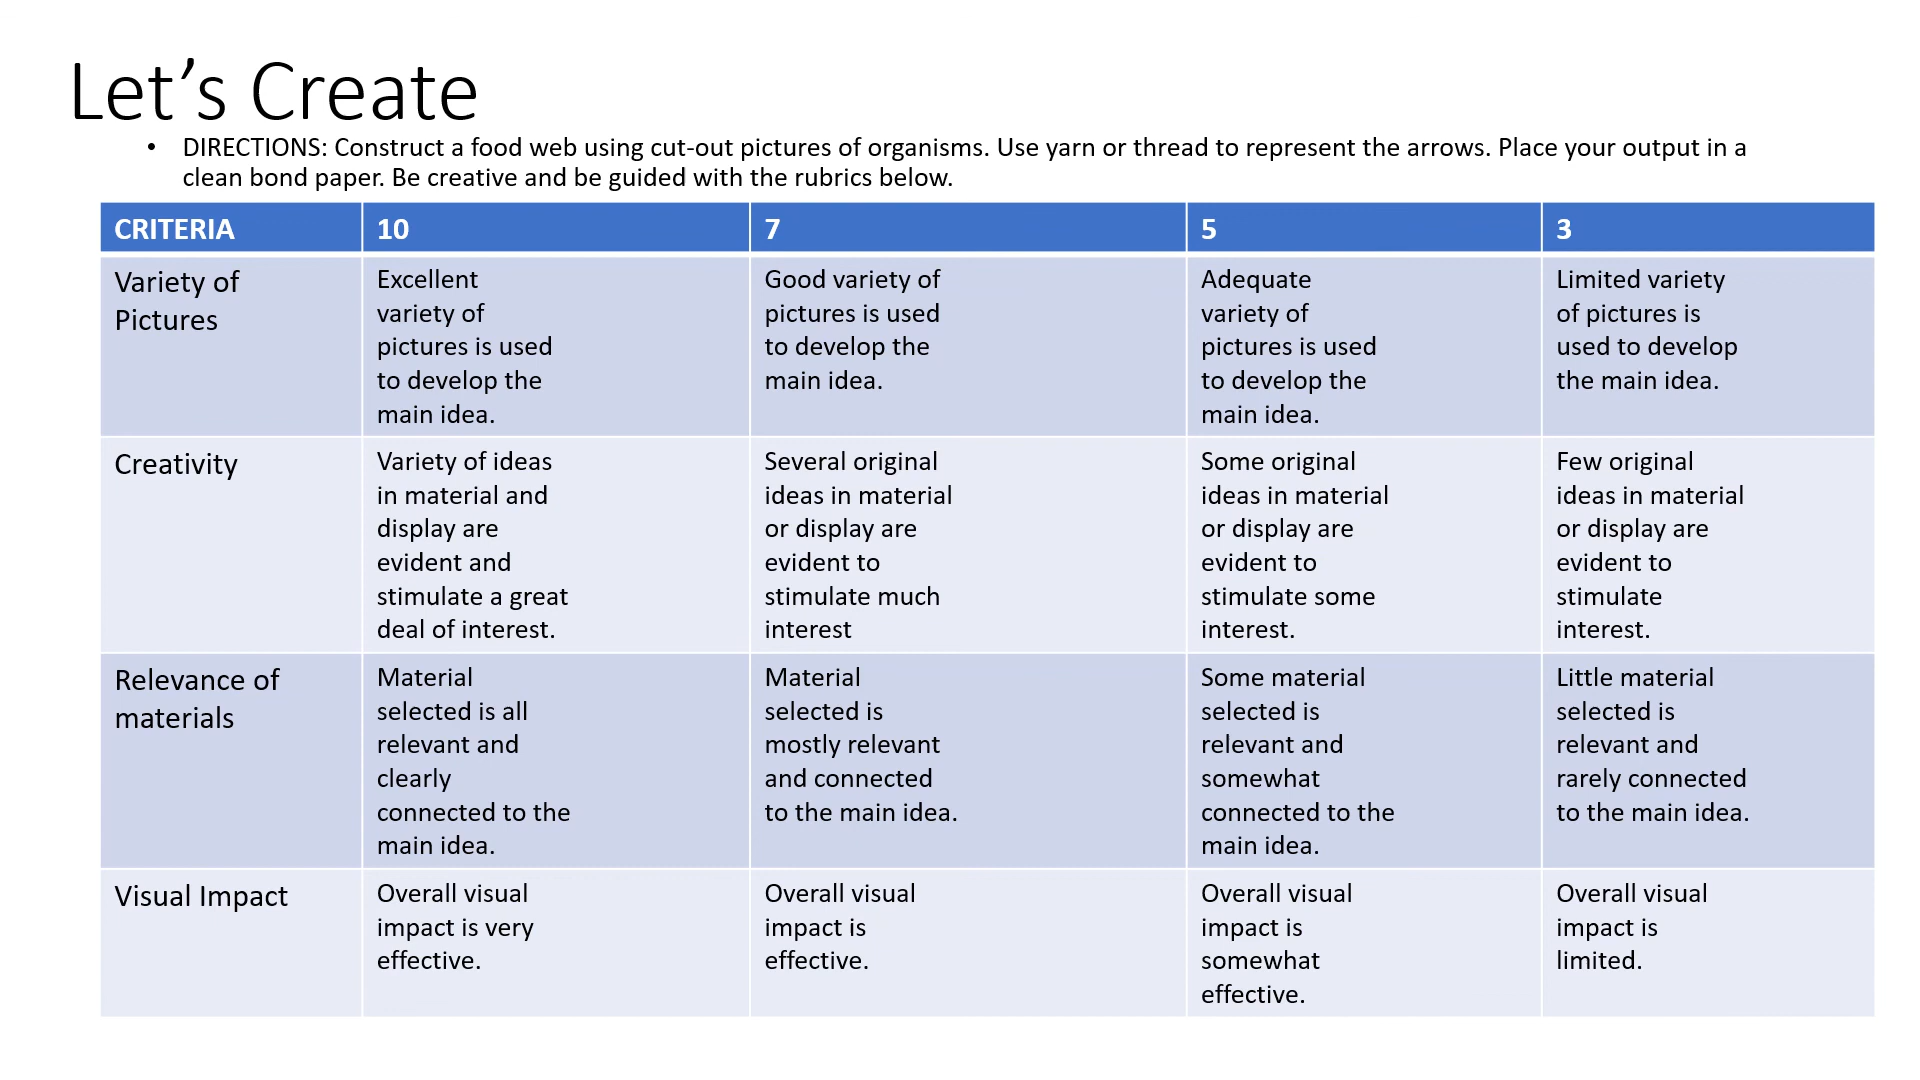 Let’s Create
• DIRECTIONS: Construct a food web using cut-out pictures of organisms. Use yarn or thread to represent the arrows. Place your output in a
clean bond paper. Be creative and be guided with the rubrics below.
CRITERIA 10 7 5 3
Variety of
Pictures
Excellent
variety of
pictures is used
to develop the
main idea.
Good variety of
pictures is used
to develop the
main idea.
Adequate
variety of
pictures is used
to develop the
main idea.
Limited variety
of pictures is
used to develop
the main idea.
Creativity
Variety of ideas
in material and
display are
evident and
stimulate a great
deal of interest.
Several original
ideas in material
or display are
evident to
stimulate much
interest
Some original
ideas in material
or display are
evident to
stimulate some
interest.
Few original
ideas in material
or display are
evident to
stimulate
interest.
Relevance of
materials
Material
selected is all
relevant and
clearly
connected to the
main idea.
Material
selected is
mostly relevant
and connected
to the main idea.
Some material
selected is
relevant and
somewhat
connected to the
main idea.
Little material
selected is
relevant and
rarely connected
to the main idea.
Visual Impact
Overall visual
impact is very
effective.
Overall visual
impact is
effective.
Overall visual
impact is
somewhat
effective.
Overall visual
impact is
limited.